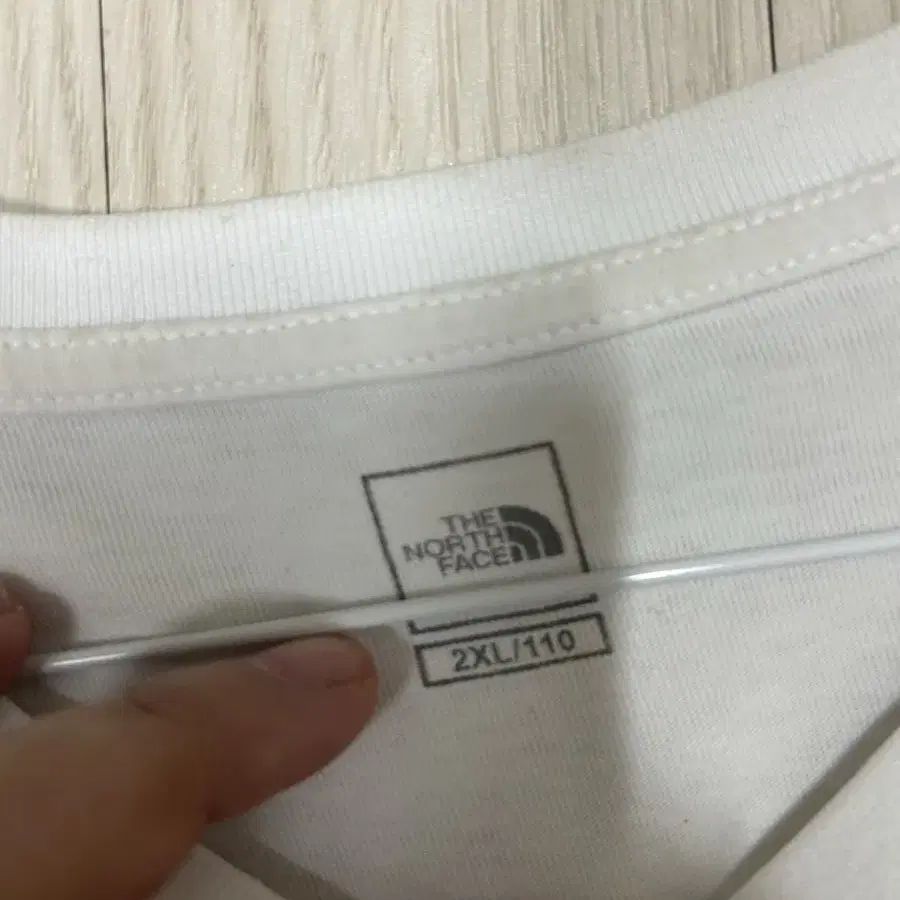 THE
NORTH
FACE
2XL/110